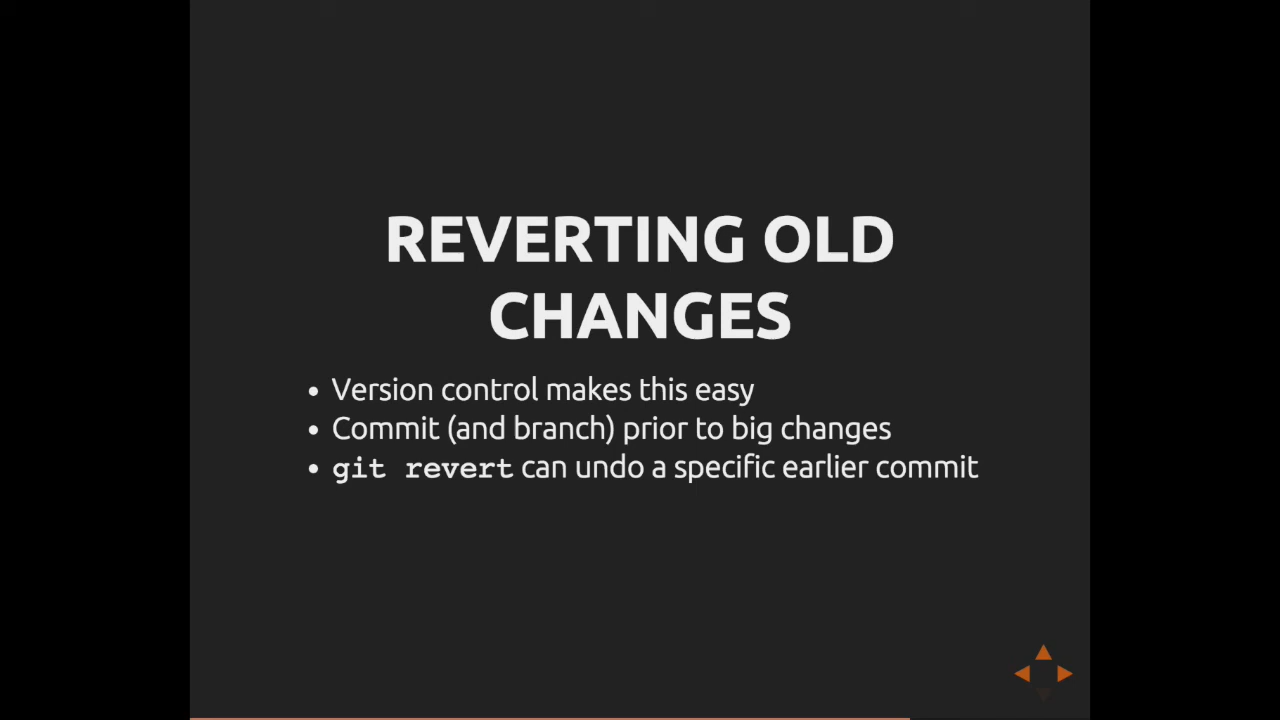 REVERTING OLD
CHANGES
• Version control makes this easy
• Commit (and branch) prior to big changes
• git revert can undo a specific earlier commit